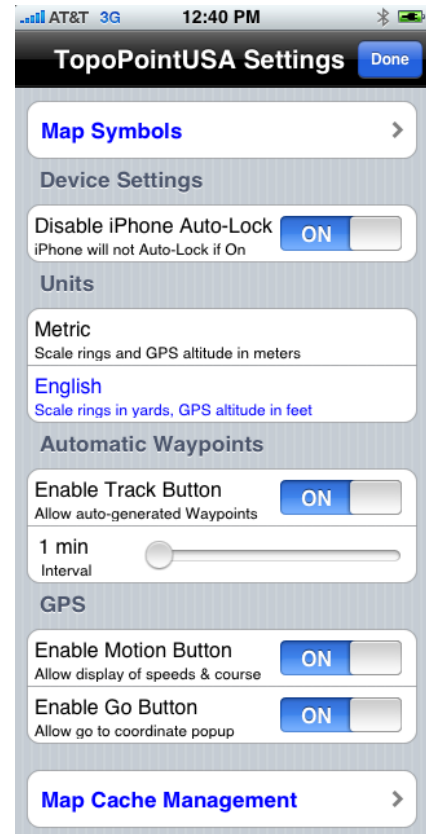 AT&T 3G 12:40 PM
TopoPointUSA Settings Done
Map Symbols
Device Settings
Disable iPhone Auto-Lock ON
iPhone will not Auto-Lock if On
Units
Metric
Scale rings and GPS altitude in meters
English
Scale rings in yards, GPS altitude in feet
Automatic Waypoints
Enable Track Button ON
Allow auto-generated Waypoints
1 min
Interval
GPS
Enable Motion Button ON
Allow display of speeds & course
Enable Go Button ON
Allow go to coordinate popup
Map Cache Management